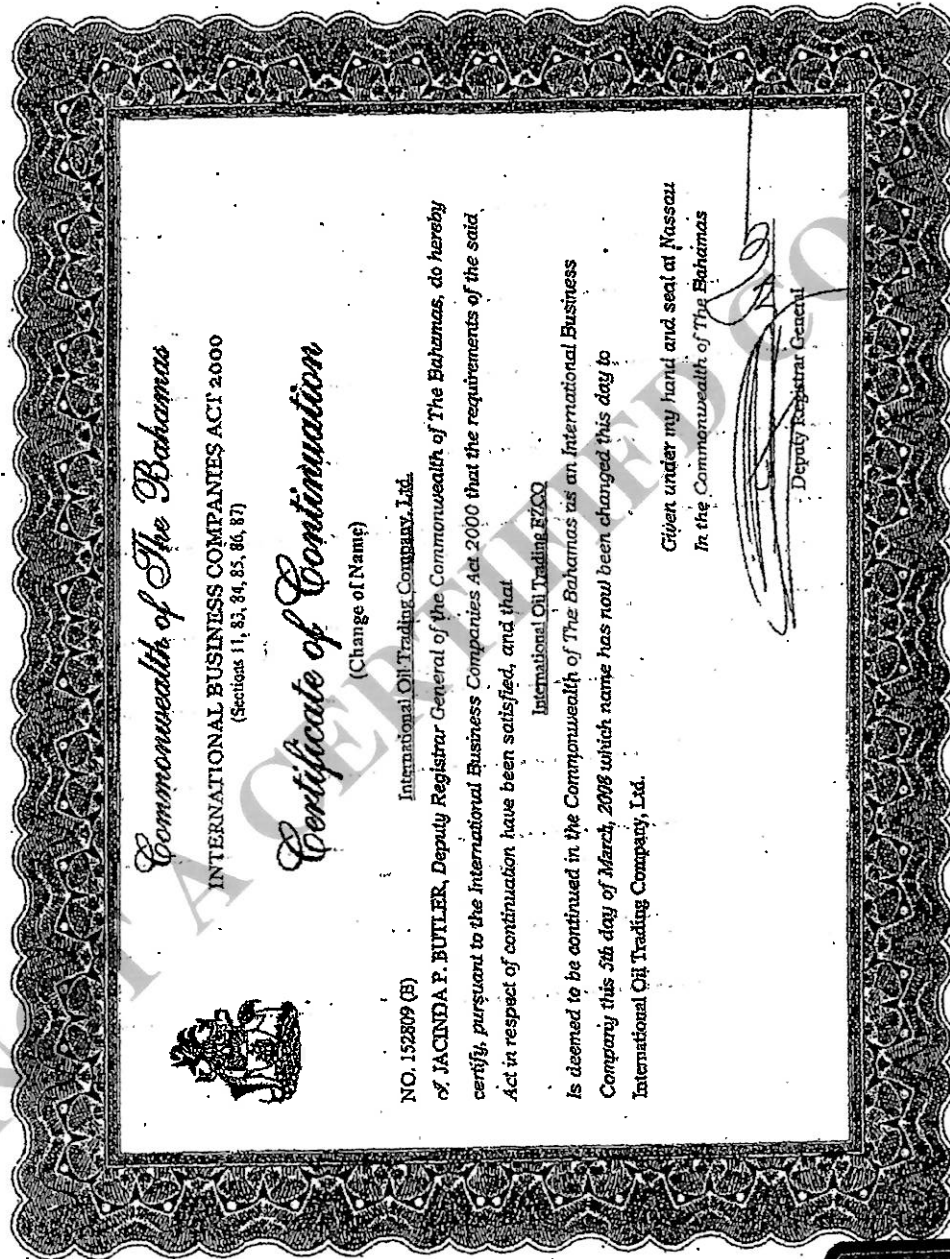 Commonwealth of The Bahamas
INTERNATIONAL BUSINESS COMPANIES ACT 2000
(Sections 11, 83, 84, 85, 86, 87)
Certificate of Continuation
(Change of Name)
NO. 152809 (B) International Oil Trading Company, Ltd.
I, JACINDA P. BUTLER, Deputy Registrar General of the Commonwealth of The Bahamas, do hereby
certify, pursuant to the International Business Companies Act 2000 that the requirements of the said
Act in respect of continuation have been satisfied, and that
International Oil Trading FZCO
Is deemed to be continued in the Commonwealth of The Bahamas as an International Business
Company this 5th day of March, 2008 which name has now been changed this day to
International Oil Trading Company, Ltd.
Given under my hand and seal at Nassau
In the Commonwealth of The Bahamas
Deputy Registrar General
A CERTIFIED CO